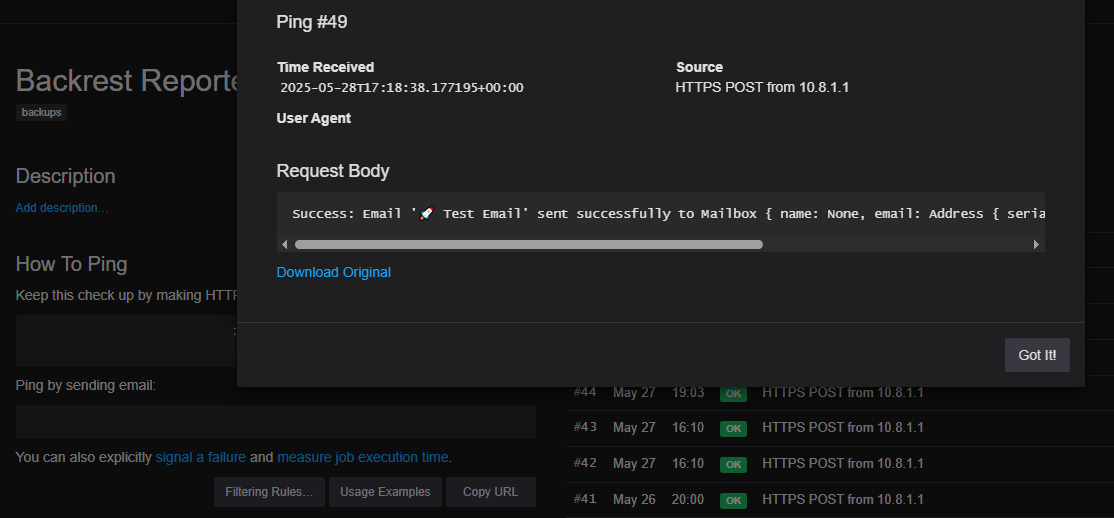 Ping #49
Time Received
2025-05-28T17:18:38.177195+00:00
Source
HTTPS POST from 10.8.1.1
User Agent
Request Body
Success: Email '🚀 Test Email' sent successfully to Mailbox { name: None, email: Address { seria
Download Original
Got It!
Backrest Reporte
backups
Description
Add description…
How To Ping
Keep this check up by making HTTP
Ping by sending email:
You can also explicitly signal a failure and measure job execution time.
Filtering Rules…
Usage Examples
Copy URL
#44 May 27 19:03 OK HTTPS POST from 10.8.1.1
#43 May 27 16:10 OK HTTPS POST from 10.8.1.1
#42 May 27 16:10 OK HTTPS POST from 10.8.1.1
#41 May 26 20:00 OK HTTPS POST from 10.8.1.1